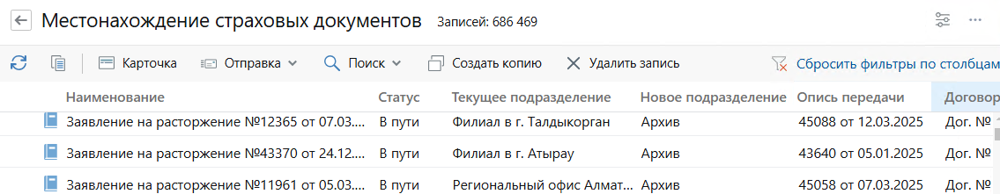 Местонахождение страховых документов Записей: 686 469
Карточка Отправка Поиск Создать копию Удалить запись Сбросить фильтры по столбцам
Наименование Статус Текущее подразделение Новое подразделение Опись передачи Договор
Заявление на расторжение №12365 от 07.03.... В пути Филиал в г. Талдыкорган Архив 45088 от 12.03.2025 Дог. №
Заявление на расторжение №43370 от 24.12.... В пути Филиал в г. Атырау Архив 43640 от 05.01.2025 Дог. №
Заявление на расторжение №11961 от 05.03.... В пути Региональный офис Алмат... Архив 45058 от 07.03.2025 Дог. №